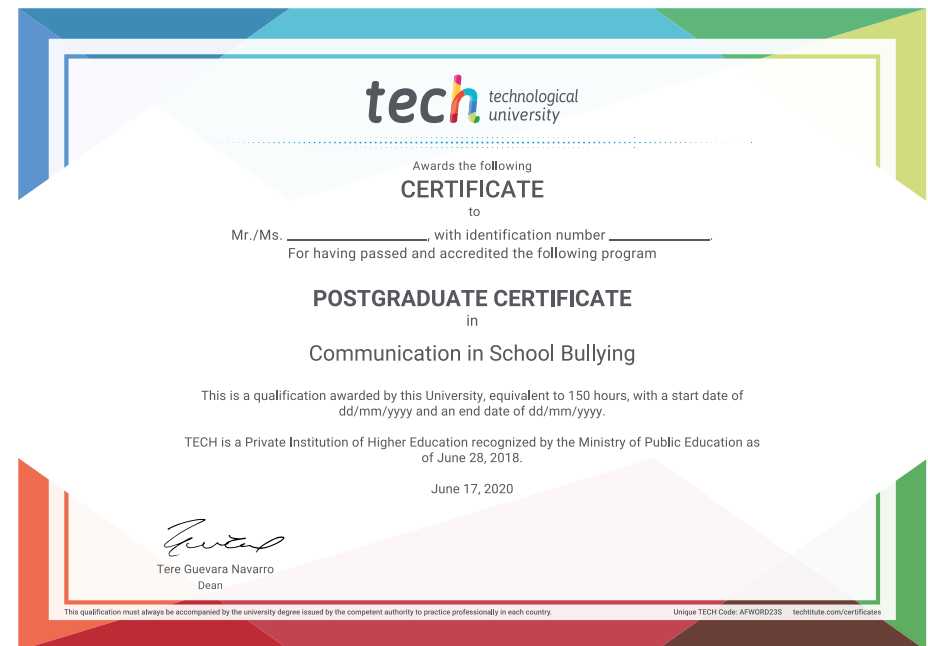 tech technological
university
Awards the following
CERTIFICATE
to
Mr./Ms. ____________________, with identification number ______________.
For having passed and accredited the following program
POSTGRADUATE CERTIFICATE
in
Communication in School Bullying
This is a qualification awarded by this University, equivalent to 150 hours, with a start date of
dd/mm/yyyy and an end date of dd/mm/yyyy.
TECH is a Private Institution of Higher Education recognized by the Ministry of Public Education as
of June 28, 2018.
June 17, 2020
Tere Guevara Navarro
Dean
This qualification must always be accompanied by the university degree issued by the competent authority to practice professionally in each country.
Unique TECH Code: AFWORD23S techtitute.com/certificates